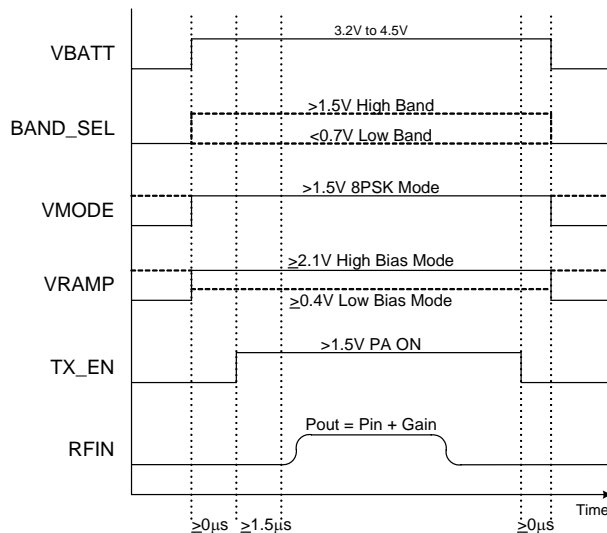 3.2V to 4.5V
VBATT
>1.5V High Band
BAND_SEL
<0.7V Low Band
>1.5V 8PSK Mode
VMODE
≥2.1V High Bias Mode
VRAMP
≥0.4V Low Bias Mode
>1.5V PA ON
TX_EN
Pout = Pin + Gain
RFIN
Time
≥0µs ≥1.5µs ≥0µs